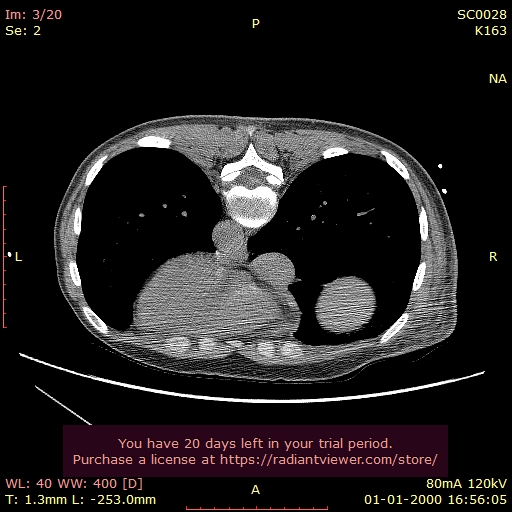 Im: 3/20
Se: 2
P
SC0028
K163
NA
L
R
You have 20 days left in your trial period.
Purchase a license at https://radiantviewer.com/store/
WL: 40 WW: 400 [D]
T: 1.3mm L: -253.0mm
A
80mA 120kV
01-01-2000 16:56:05